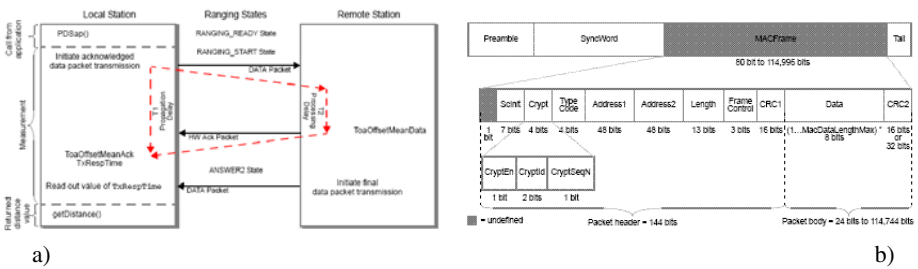 Local Station
Ranging States
Remote Station
Call from
application
PDSap()
RANGING_READY State
RANGING_START State
Initiate acknowledged
data packet transmission
DATA Packet
Measurement
T1
Propagation
Delay
T2
Processing
Delay
HW Ack Packet
ToaOffsetMeanData
ToaOffsetMeanAck
TxRespTime
ANSWER2 State
Read out value of TxRespTime
DATA Packet
Initiate final
data packet transmission
Returned
distance
value
getDistance()
a)
Preamble
SyncWord
MACFrame
Tail
60 bit to 114,996 bits
ScInit
Crypt
Type
Code
Address1
Address2
Length
Frame
Control
CRC1
Data
CRC2
1
bit
7 bits
4 bits
4 bits
48 bits
48 bits
13 bits
3 bits
16 bits
(1...MacDataLengthMax) *
8 bits
16 bits
or
32 bits
CryptEn
CryptId
CryptSeqN
1 bit
2 bits
1 bit
= undefined
Packet header = 144 bits
Packet body = 24 bits to 114,744 bits
b)